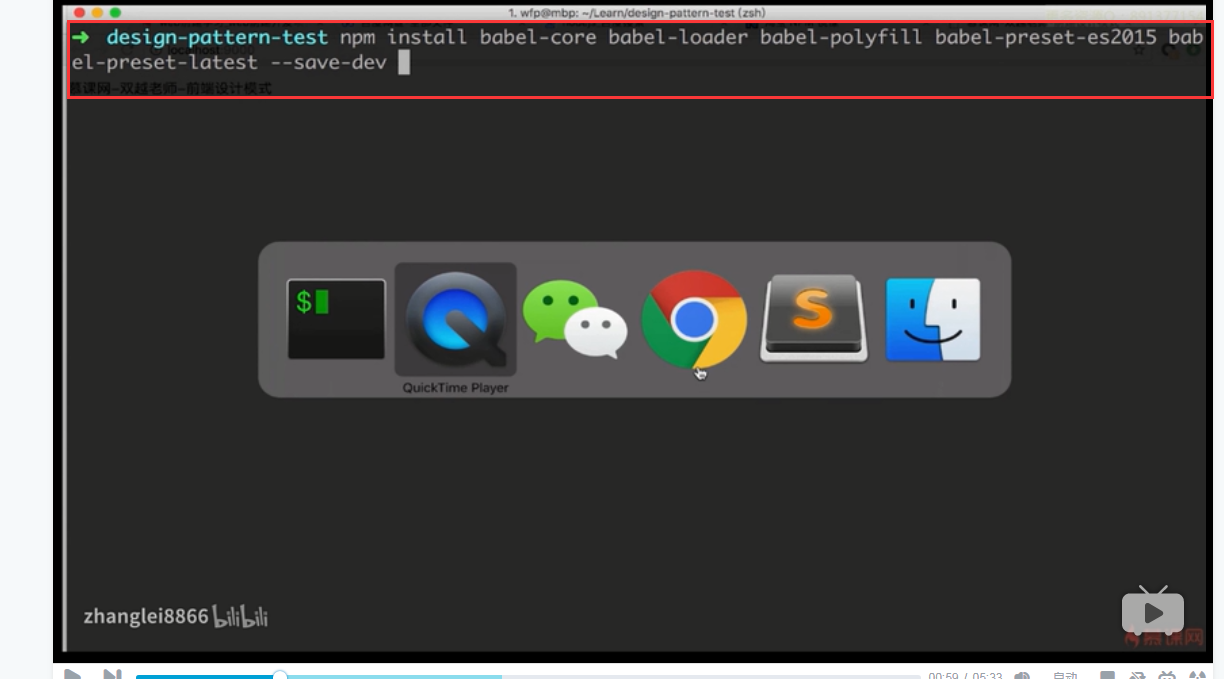 1. wfp@mbp: ~/Learn/design-pattern-test (zsh)
➜ design-pattern-test npm install babel-core babel-loader babel-polyfill babel-preset-es2015 bab
el-preset-latest --save-dev
慕课网-双越老师-前端设计模式
$
S
QuickTime Player
zhanglei8866 bilibili
慕课网
00:59 / 05:33 自动